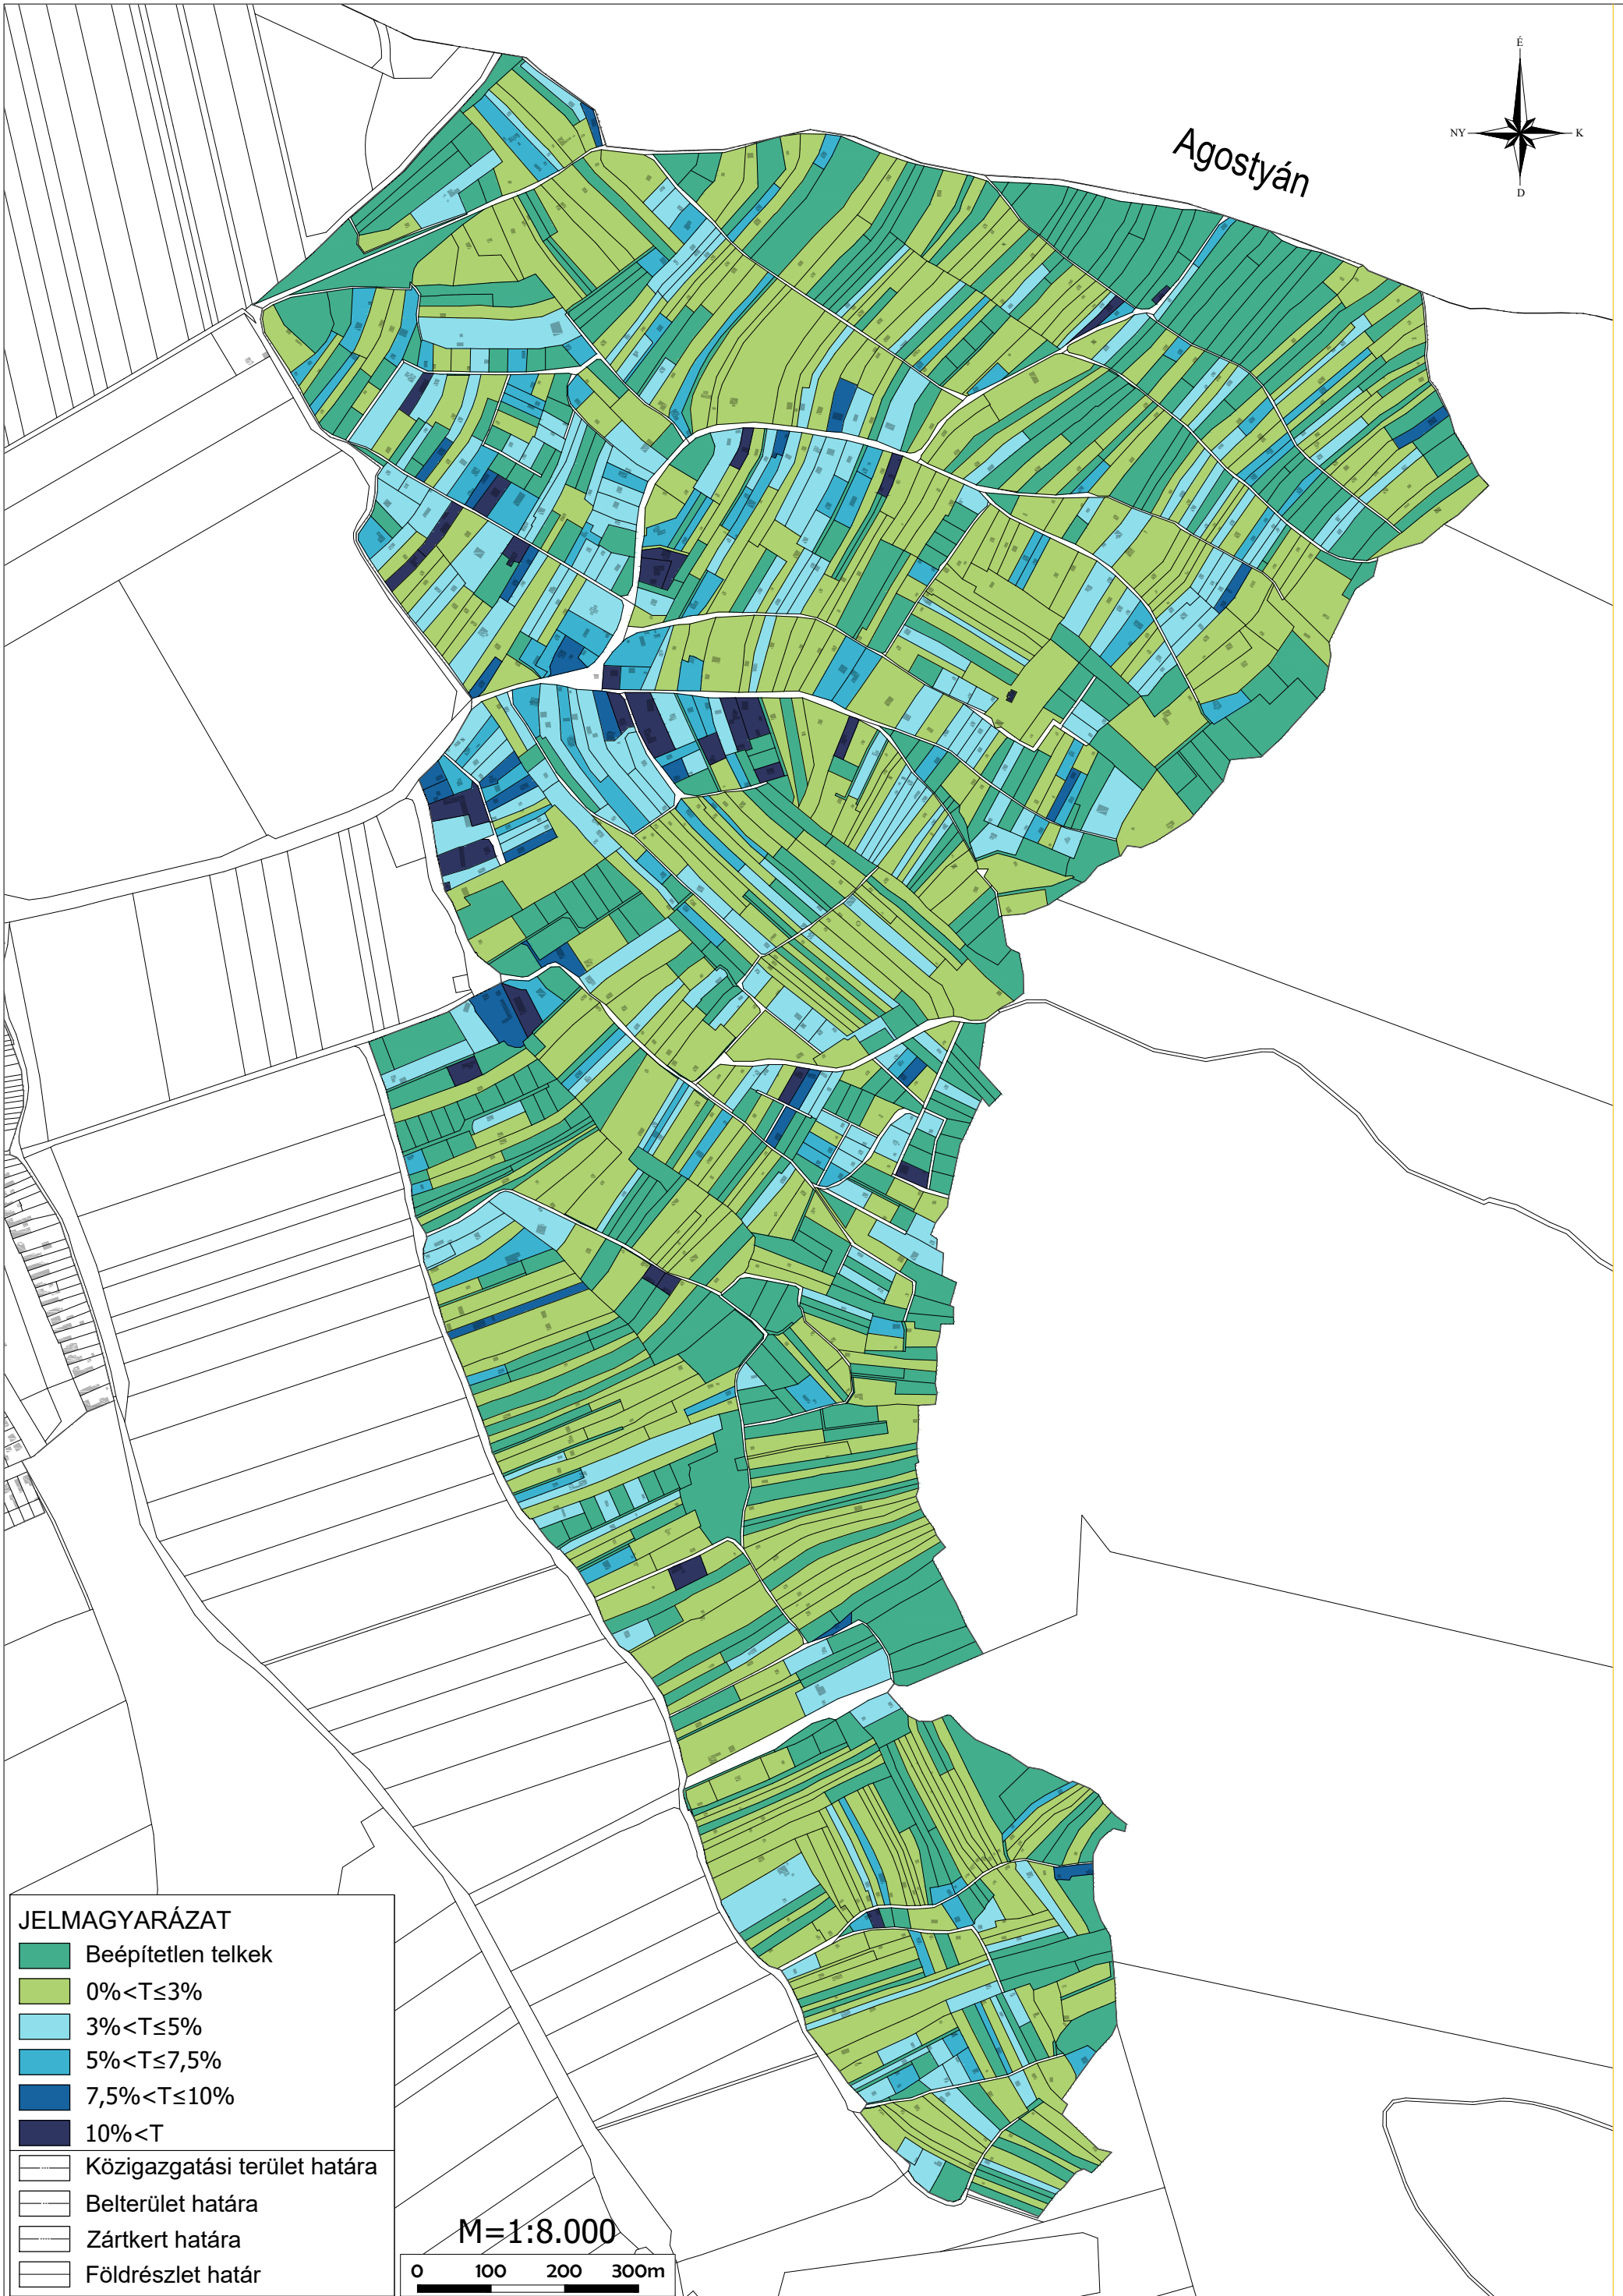 É
NY
K
D
Agostyán
JELMAGYARÁZAT
Beépítetlen telkek
0%<T≤3%
3%<T≤5%
5%<T≤7,5%
7,5%<T≤10%
10%<T
Közigazgatási terület határa
Belterület határa
Zártkert határa
Földrészlet határ
M=1:8.000
0 100 200 300m